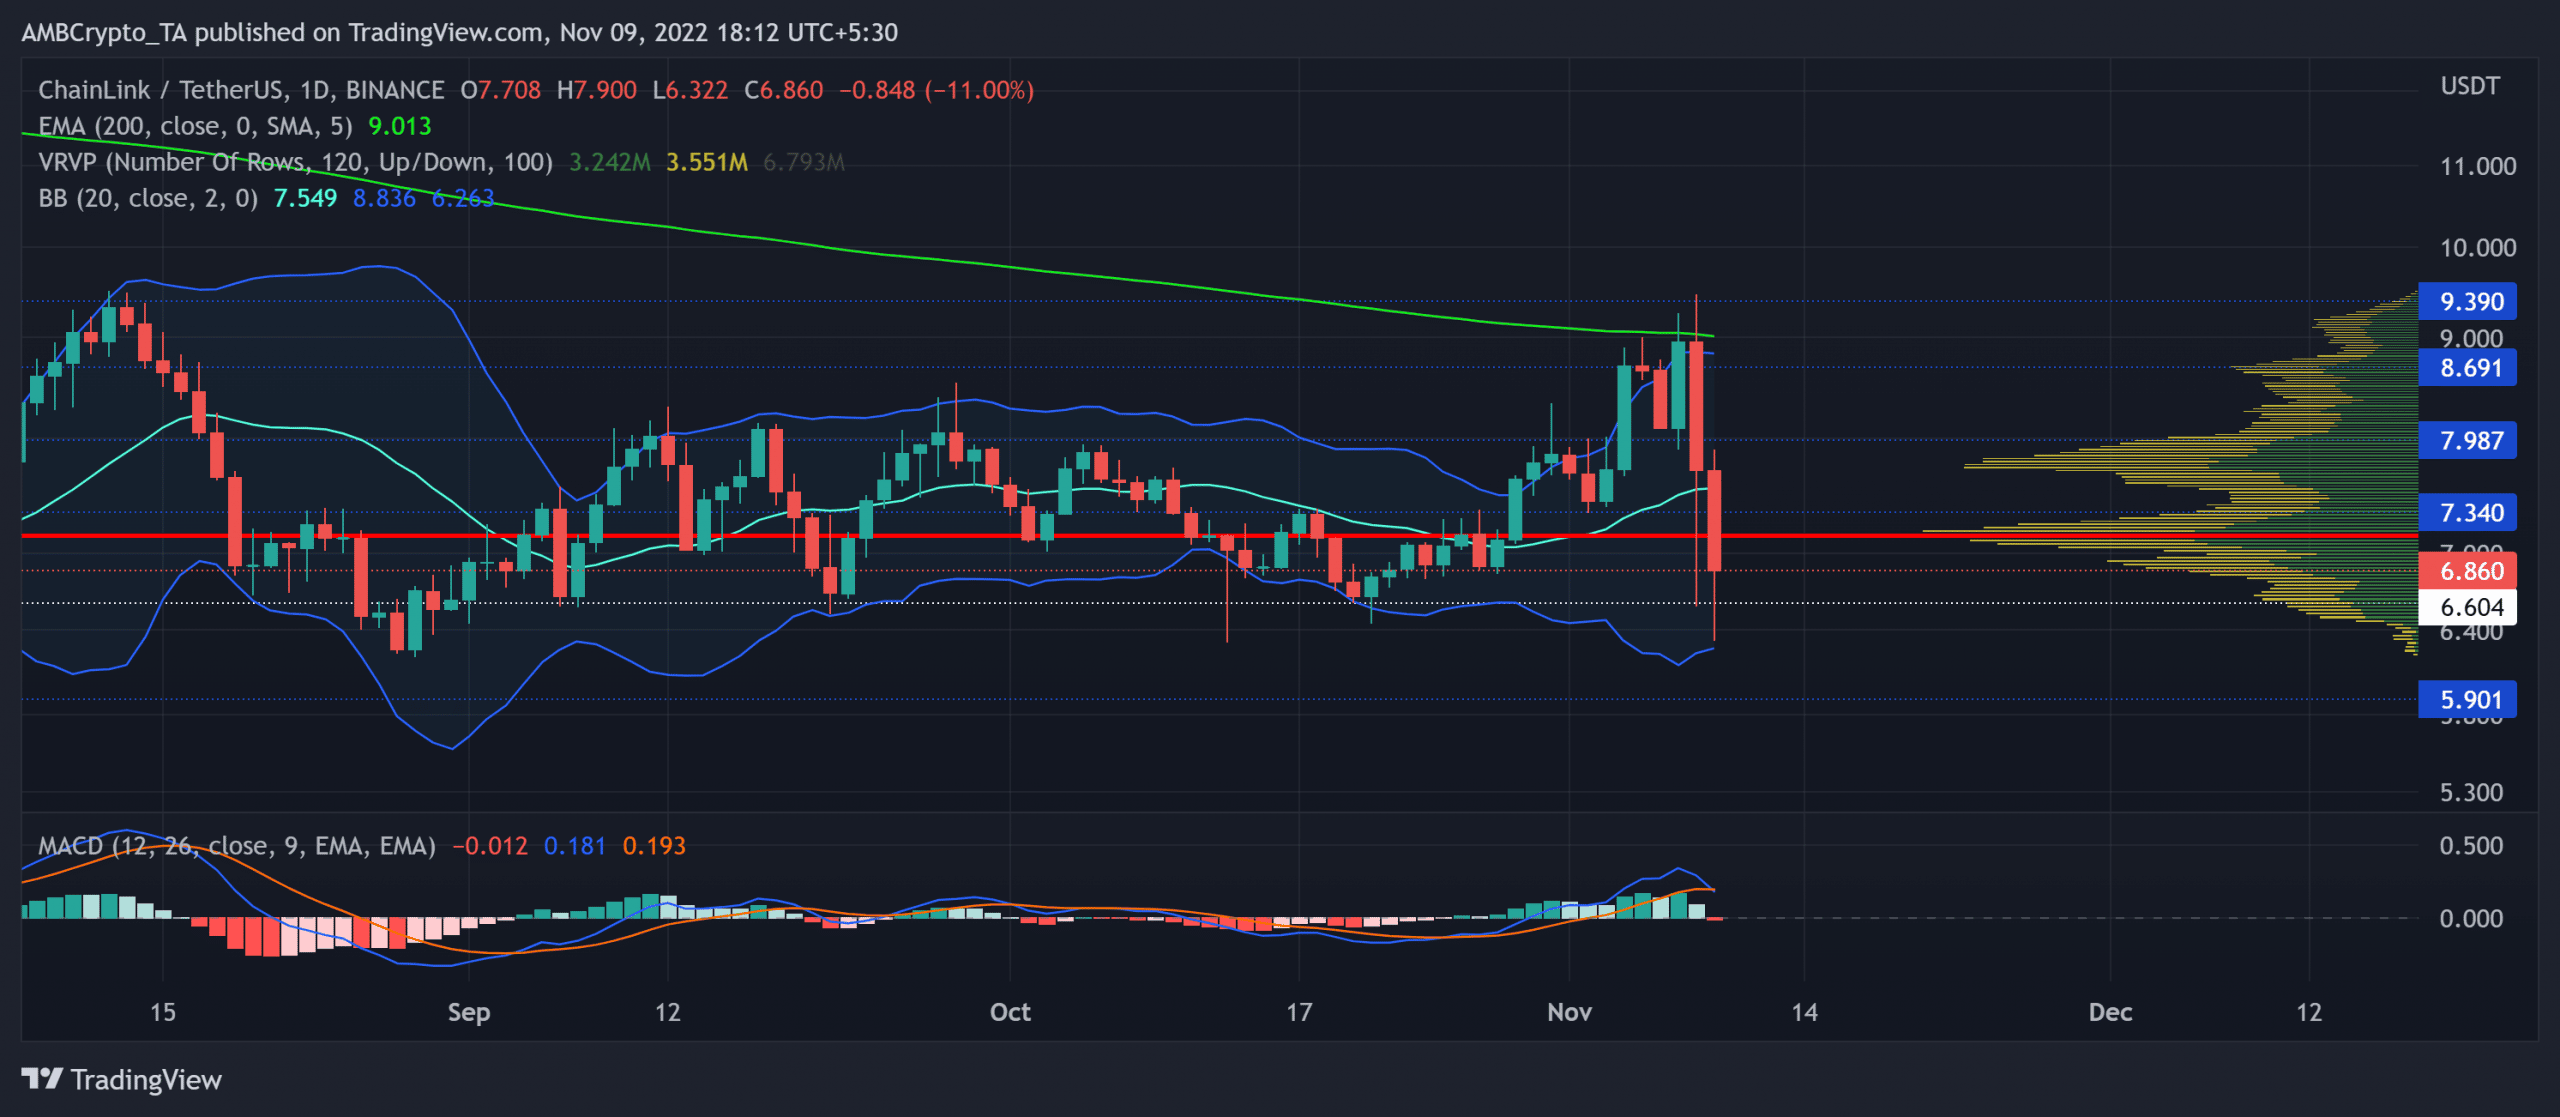 AMBCrypto_TA published on TradingView.com, Nov 09, 2022 18:12 UTC+5:30
ChainLink / TetherUS, 1D, BINANCE O7.708 H7.900 L6.322 C6.860 −0.848 (−11.00%)
USDT
EMA (200, close, 0, SMA, 5) 9.013
VRVP (Number Of Rows, 120, Up/Down, 100) 3.242M 3.551M 6.793M
11.000
BB (20, close, 2, 0) 7.549 8.836 6.263
10.000
9.390
9.000
8.691
7.987
7.340
7.000
6.860
6.604
6.400
5.901
5.800
5.300
MACD (12, 26, close, 9, EMA, EMA) −0.012 0.181 0.193
0.500
0.000
15 Sep 12 Oct 17 Nov 14 Dec 12
TradingView